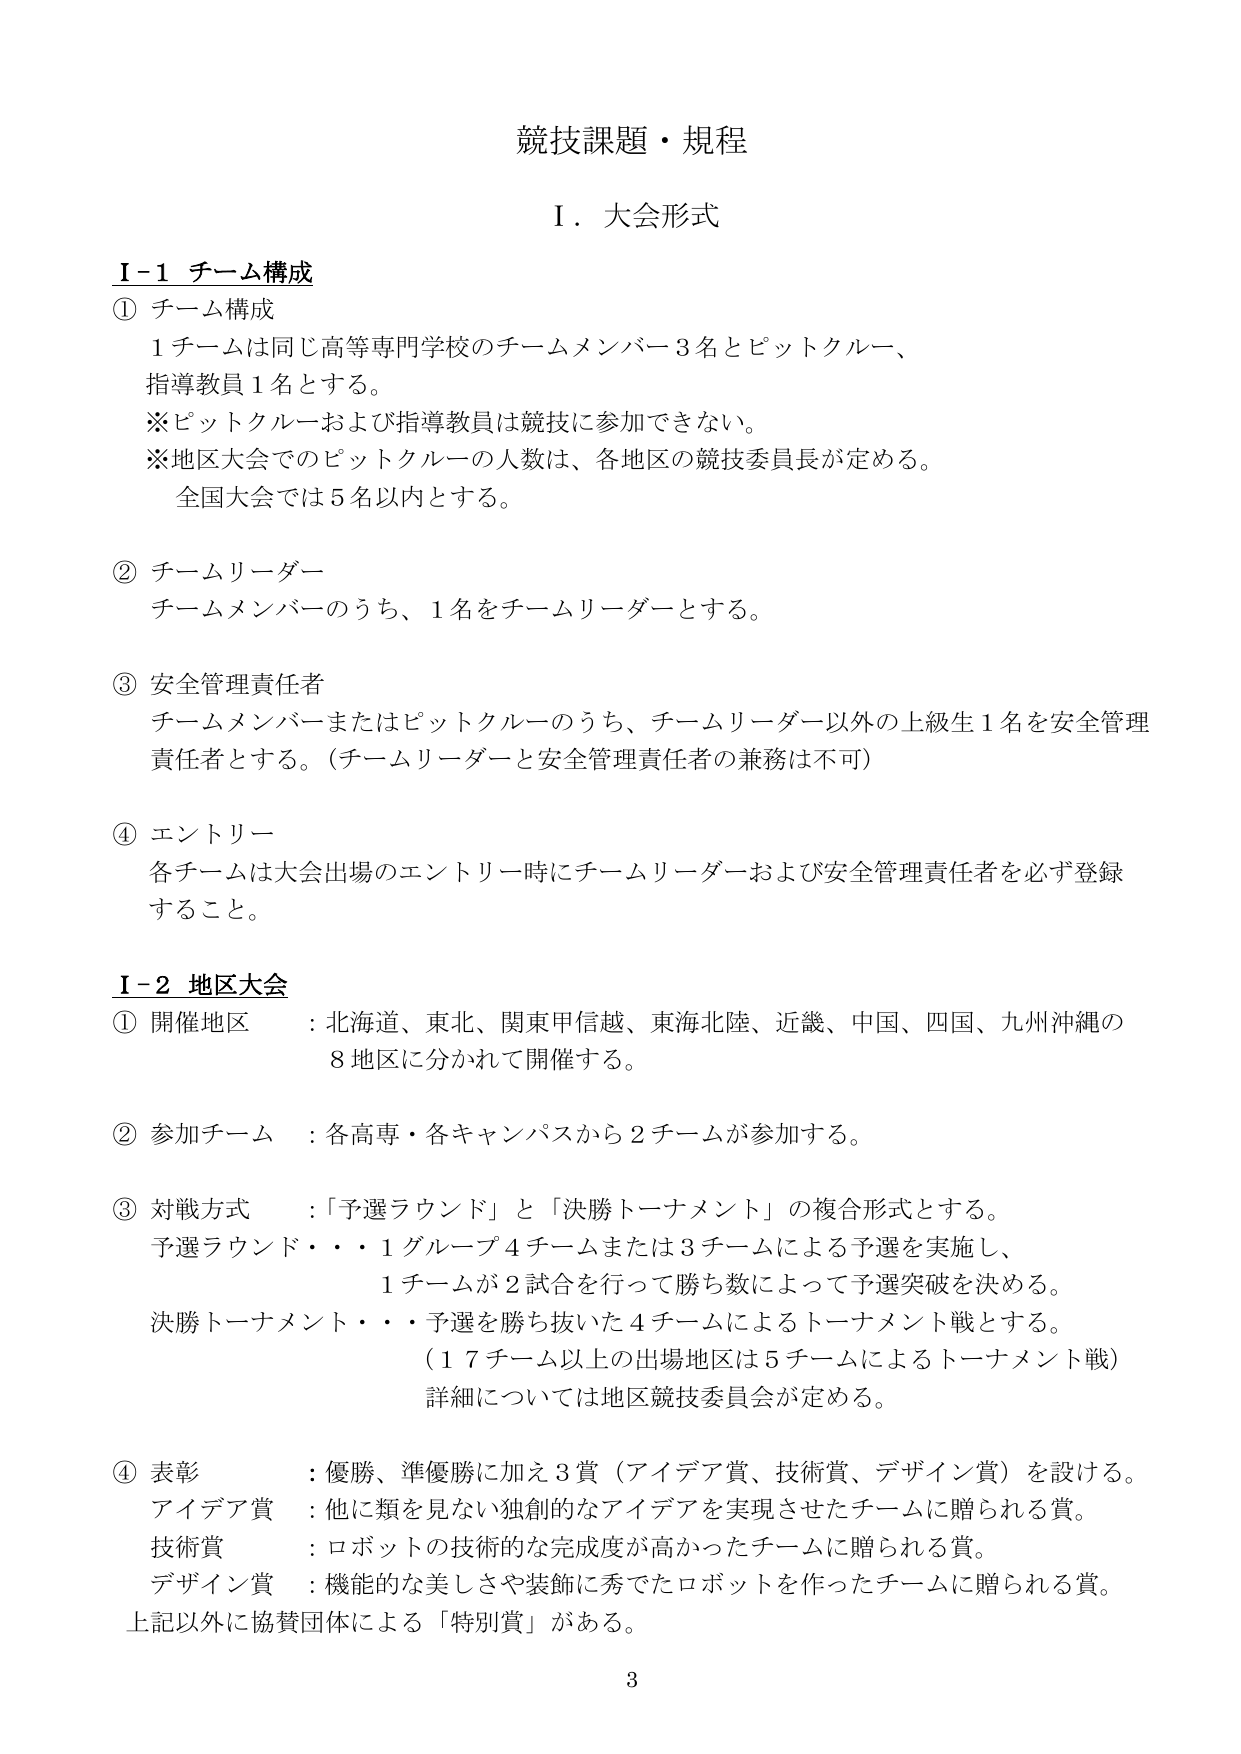 競技課題・規程
Ⅰ．大会形式
Ⅰ-１ チーム構成
① チーム構成
１チームは同じ高等専門学校のチームメンバー３名とピットクルー、
指導教員１名とする。
※ピットクルーおよび指導教員は競技に参加できない。
※地区大会でのピットクルーの人数は、各地区の競技委員長が定める。
全国大会では５名以内とする。
② チームリーダー
チームメンバーのうち、１名をチームリーダーとする。
③ 安全管理責任者
チームメンバーまたはピットクルーのうち、チームリーダー以外の上級生１名を安全管理
責任者とする。（チームリーダーと安全管理責任者の兼務は不可）
④ エントリー
各チームは大会出場のエントリー時にチームリーダーおよび安全管理責任者を必ず登録
すること。
Ⅰ-２ 地区大会
① 開催地区 ：北海道、東北、関東甲信越、東海北陸、近畿、中国、四国、九州沖縄の
８地区に分かれて開催する。
② 参加チーム ：各高専・各キャンパスから２チームが参加する。
③ 対戦方式 ：「予選ラウンド」と「決勝トーナメント」の複合形式とする。
予選ラウンド・・・１グループ４チームまたは３チームによる予選を実施し、
１チームが２試合を行って勝ち数によって予選突破を決める。
決勝トーナメント・・・予選を勝ち抜いた４チームによるトーナメント戦とする。
（１７チーム以上の出場地区は５チームによるトーナメント戦）
詳細については地区競技委員会が定める。
④ 表彰 ：優勝、準優勝に加え３賞（アイデア賞、技術賞、デザイン賞）を設ける。
アイデア賞 ：他に類を見ない独創的なアイデアを実現させたチームに贈られる賞。
技術賞 ：ロボットの技術的な完成度が高かったチームに贈られる賞。
デザイン賞 ：機能的な美しさや装飾に秀でたロボットを作ったチームに贈られる賞。
上記以外に協賛団体による「特別賞」がある。
3